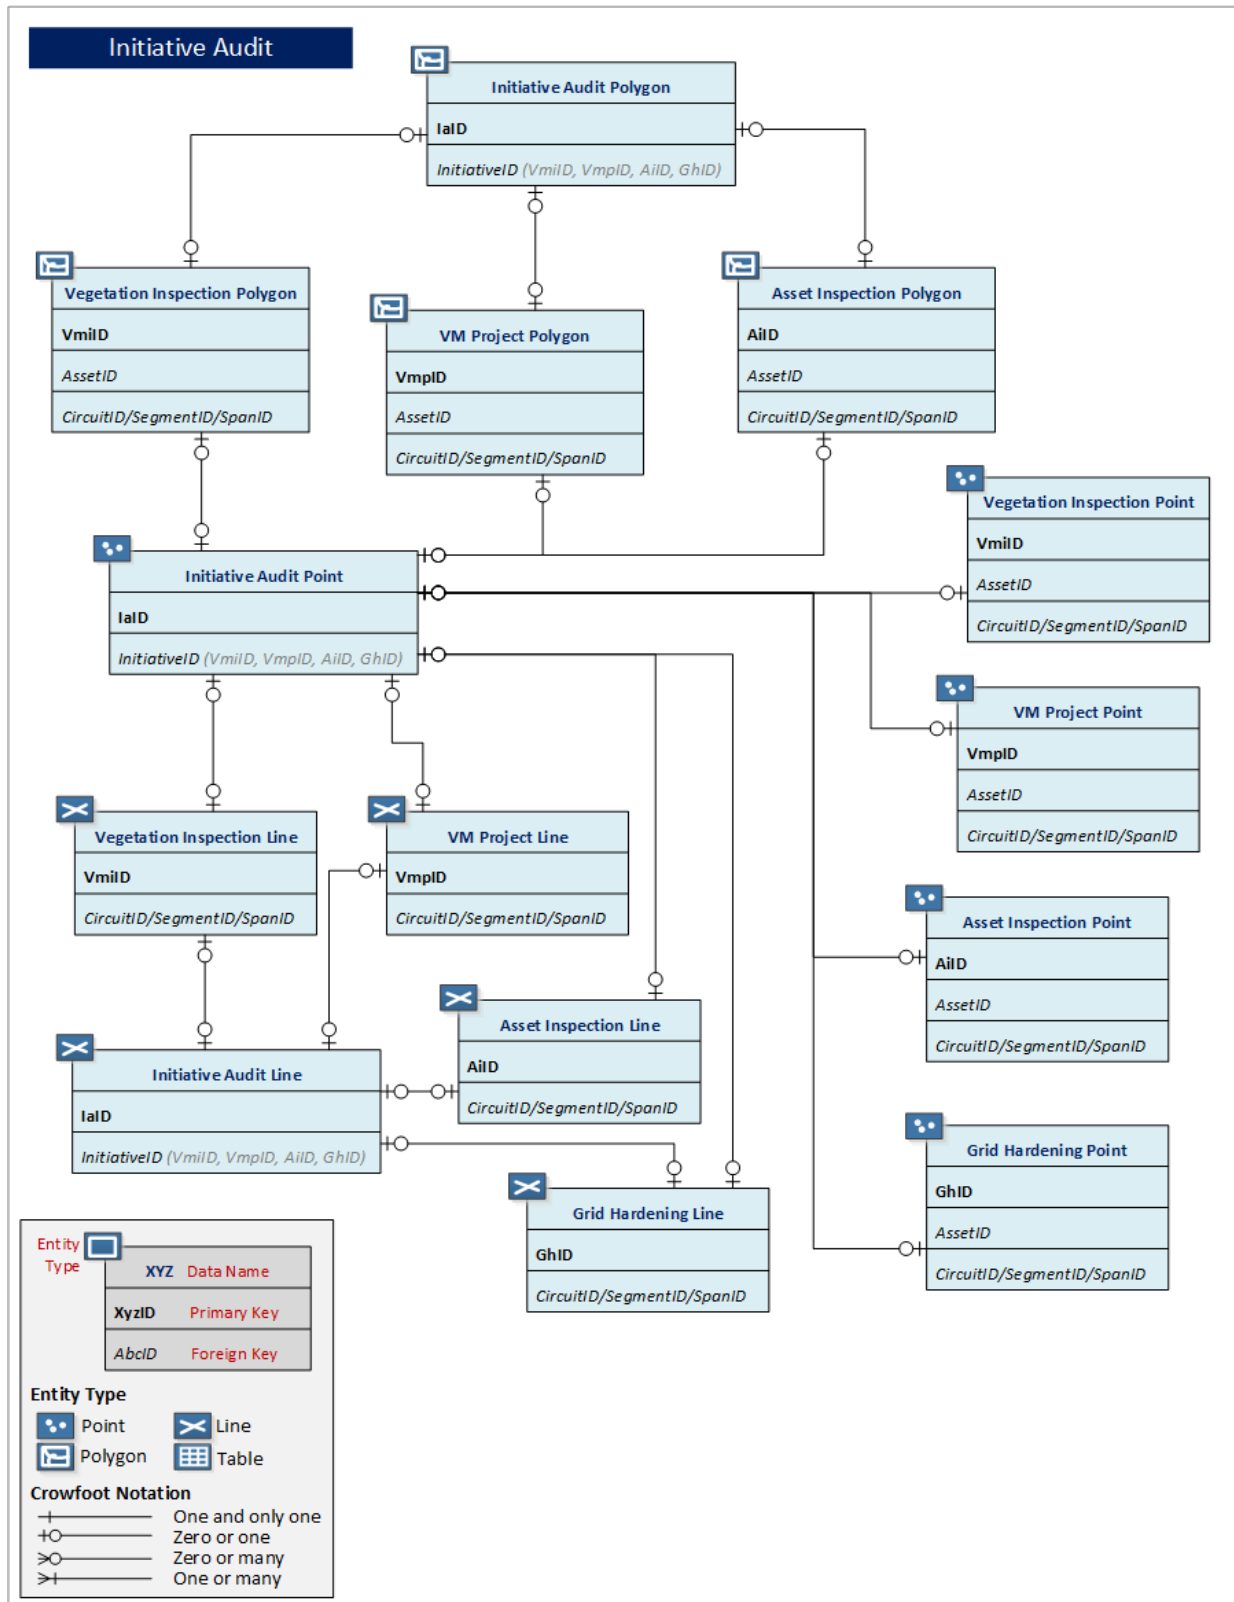 Initiative Audit
Initiative Audit Polygon
IaID
InitiativeID (VmiID, VmpID, AiID, GhID)
Vegetation Inspection Polygon
VmiID
AssetID
CircuitID/SegmentID/SpanID
VM Project Polygon
VmpID
AssetID
CircuitID/SegmentID/SpanID
Asset Inspection Polygon
AiID
AssetID
CircuitID/SegmentID/SpanID
Vegetation Inspection Point
VmiID
AssetID
CircuitID/SegmentID/SpanID
Initiative Audit Point
IaID
InitiativeID (VmiID, VmpID, AiID, GhID)
VM Project Point
VmpID
AssetID
CircuitID/SegmentID/SpanID
Vegetation Inspection Line
VmiID
CircuitID/SegmentID/SpanID
VM Project Line
VmpID
CircuitID/SegmentID/SpanID
Asset Inspection Point
AiID
AssetID
CircuitID/SegmentID/SpanID
Asset Inspection Line
AiID
CircuitID/SegmentID/SpanID
Initiative Audit Line
IaID
InitiativeID (VmiID, VmpID, AiID, GhID)
Grid Hardening Point
GhID
AssetID
CircuitID/SegmentID/SpanID
Grid Hardening Line
GhID
CircuitID/SegmentID/SpanID
Entity
Type
XYZ Data Name
XyzID Primary Key
AbcID Foreign Key
Entity Type
Point
Line
Polygon
Table
Crowfoot Notation
One and only one
Zero or one
Zero or many
One or many